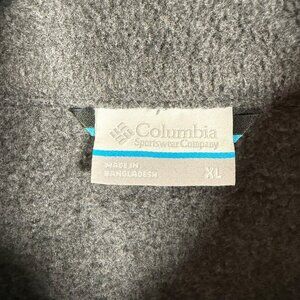 Columbia
Sportswear Company
MADE IN
BANGLADESH
XL